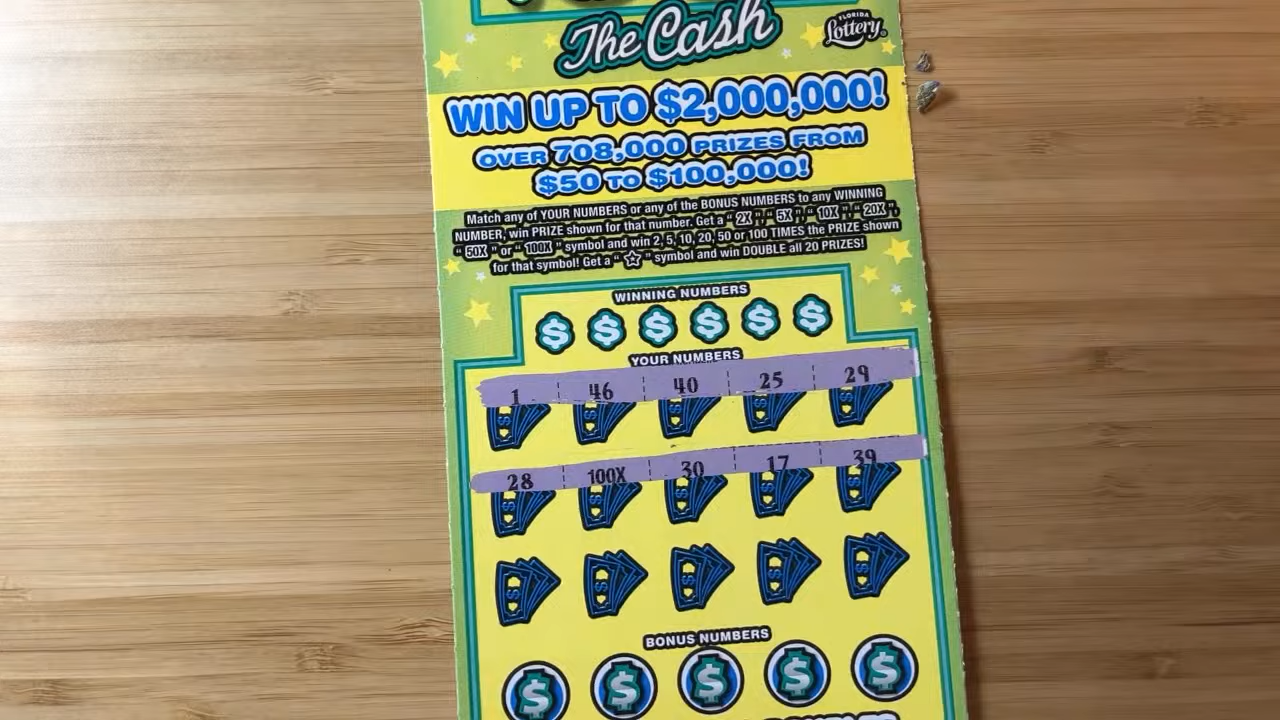 The Cash
FLORIDA
Lottery
WIN UP TO $2,000,000!
OVER 708,000 PRIZES FROM
$50 TO $100,000!
Match any of YOUR NUMBERS or any of the BONUS NUMBERS to any WINNING
NUMBER, win PRIZE shown for that number. Get a "2X", "5X", "10X", "20X",
"50X" or "100X" symbol and win 2, 5, 10, 20, 50 or 100 TIMES the PRIZE shown
for that symbol! Get a "☆" symbol and win DOUBLE all 20 PRIZES!
WINNING NUMBERS
$ $ $ $ $ $
YOUR NUMBERS
1 46 40 25 29
28 100X 30 17 39
BONUS NUMBERS
$ $ $ $ $